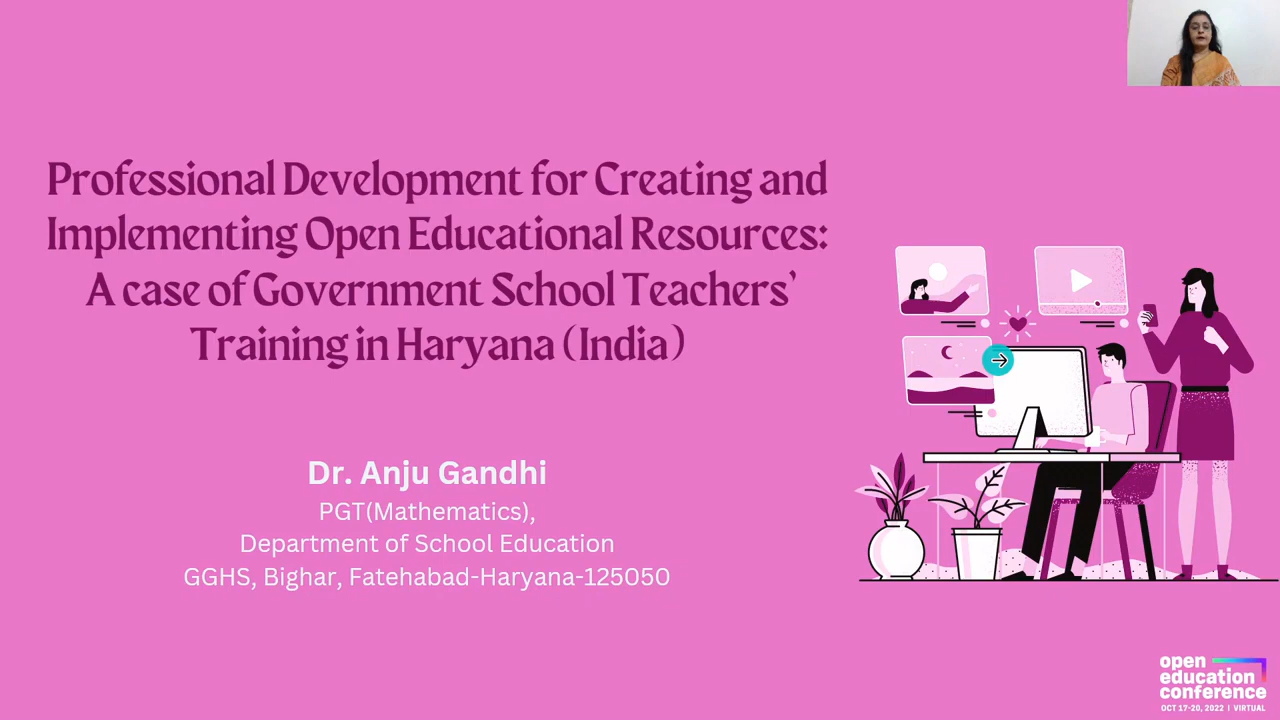 Professional Development for Creating and
Implementing Open Educational Resources:
A case of Government School Teachers'
Training in Haryana (India)
Dr. Anju Gandhi
PGT(Mathematics),
Department of School Education
GGHS, Bighar, Fatehabad-Haryana-125050
open
education
conference
OCT 17-20, 2022 | VIRTUAL